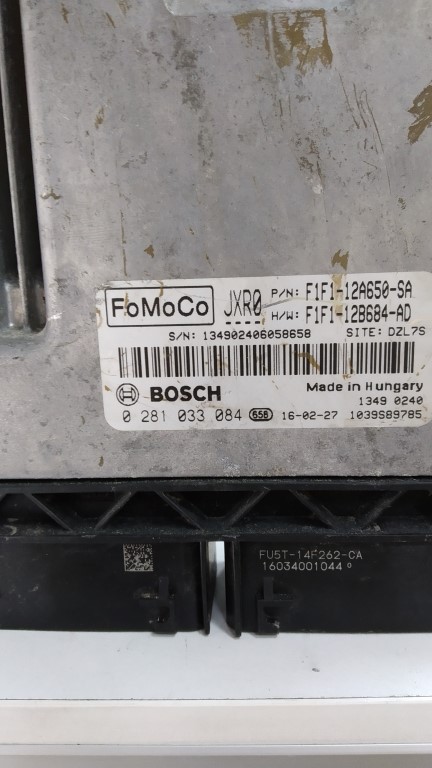 FoMoCo JXR0 P/N: F1F1-12A650-SA
H/W: F1F1-12B684-AD
S/N: 134902406058658 SITE: DZL7S
BOSCH Made in Hungary
1349 0240
0 281 033 084 65B 16-02-27 1039S89785
FU5T-14F262-CA
16034001044